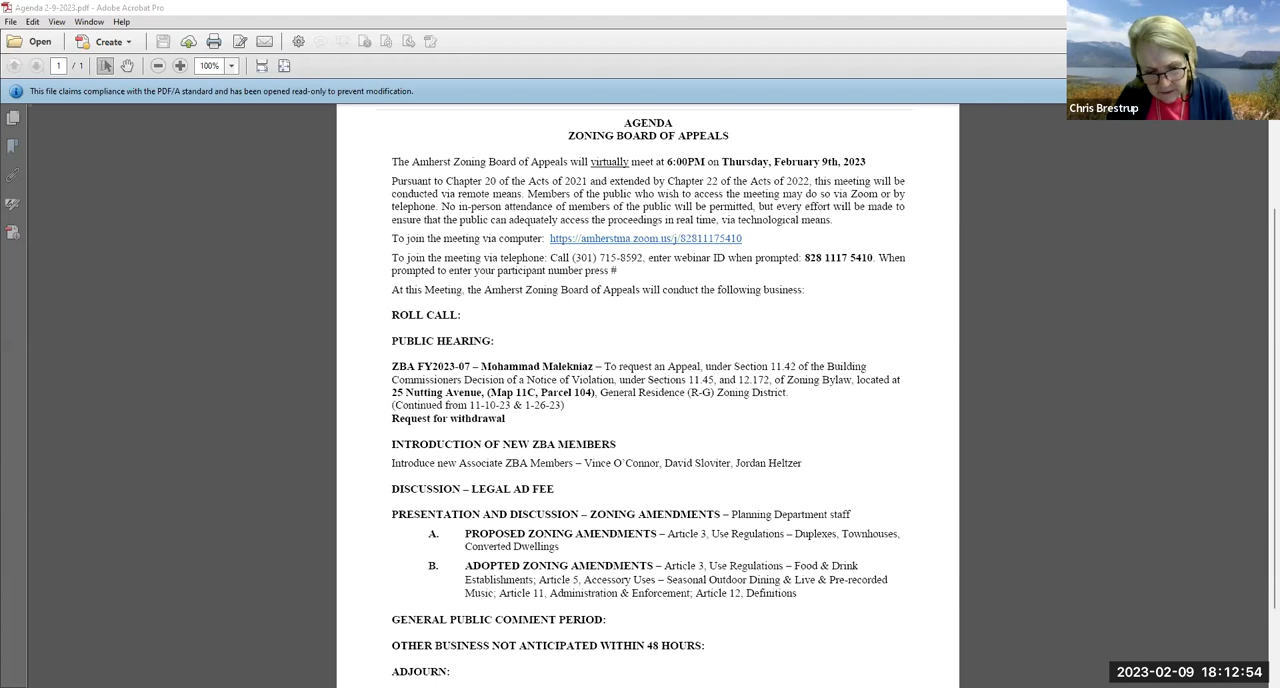 Agenda 2-9-2023.pdf - Adobe Acrobat Pro
File Edit View Window Help
Open Create
1 / 1 100%
This file claims compliance with the PDF/A standard and has been opened read-only to prevent modification.
Chris Brestrup
AGENDA
ZONING BOARD OF APPEALS
The Amherst Zoning Board of Appeals will virtually meet at 6:00PM on Thursday, February 9th, 2023
Pursuant to Chapter 20 of the Acts of 2021 and extended by Chapter 22 of the Acts of 2022, this meeting will be
conducted via remote means. Members of the public who wish to access the meeting may do so via Zoom or by
telephone. No in-person attendance of members of the public will be permitted, but every effort will be made to
ensure that the public can adequately access the proceedings in real time, via technological means.
To join the meeting via computer: https://amherstma.zoom.us/j/82811175410
To join the meeting via telephone: Call (301) 715-8592, enter webinar ID when prompted: 828 1117 5410. When
prompted to enter your participant number press #
At this Meeting, the Amherst Zoning Board of Appeals will conduct the following business:
ROLL CALL:
PUBLIC HEARING:
ZBA FY2023-07 – Mohammad Malekniaz – To request an Appeal, under Section 11.42 of the Building
Commissioners Decision of a Notice of Violation, under Sections 11.45, and 12.172, of Zoning Bylaw, located at
25 Nutting Avenue, (Map 11C, Parcel 104), General Residence (R-G) Zoning District.
(Continued from 11-10-23 & 1-26-23)
Request for withdrawal
INTRODUCTION OF NEW ZBA MEMBERS
Introduce new Associate ZBA Members – Vince O`Connor, David Sloviter, Jordan Heltzer
DISCUSSION – LEGAL AD FEE
PRESENTATION AND DISCUSSION – ZONING AMENDMENTS – Planning Department staff
A. PROPOSED ZONING AMENDMENTS – Article 3, Use Regulations – Duplexes, Townhouses,
Converted Dwellings
B. ADOPTED ZONING AMENDMENTS – Article 3, Use Regulations – Food & Drink
Establishments; Article 5, Accessory Uses – Seasonal Outdoor Dining & Live & Pre-recorded
Music; Article 11, Administration & Enforcement; Article 12, Definitions
GENERAL PUBLIC COMMENT PERIOD:
OTHER BUSINESS NOT ANTICIPATED WITHIN 48 HOURS:
ADJOURN:
2023-02-09 18:12:54